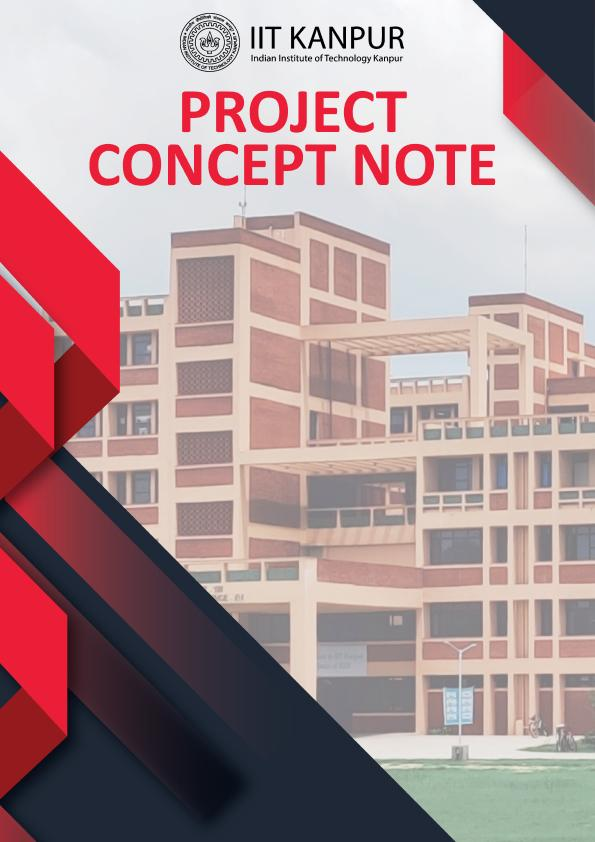 IIT KANPUR
Indian Institute of Technology Kanpur
PROJECT
CONCEPT NOTE